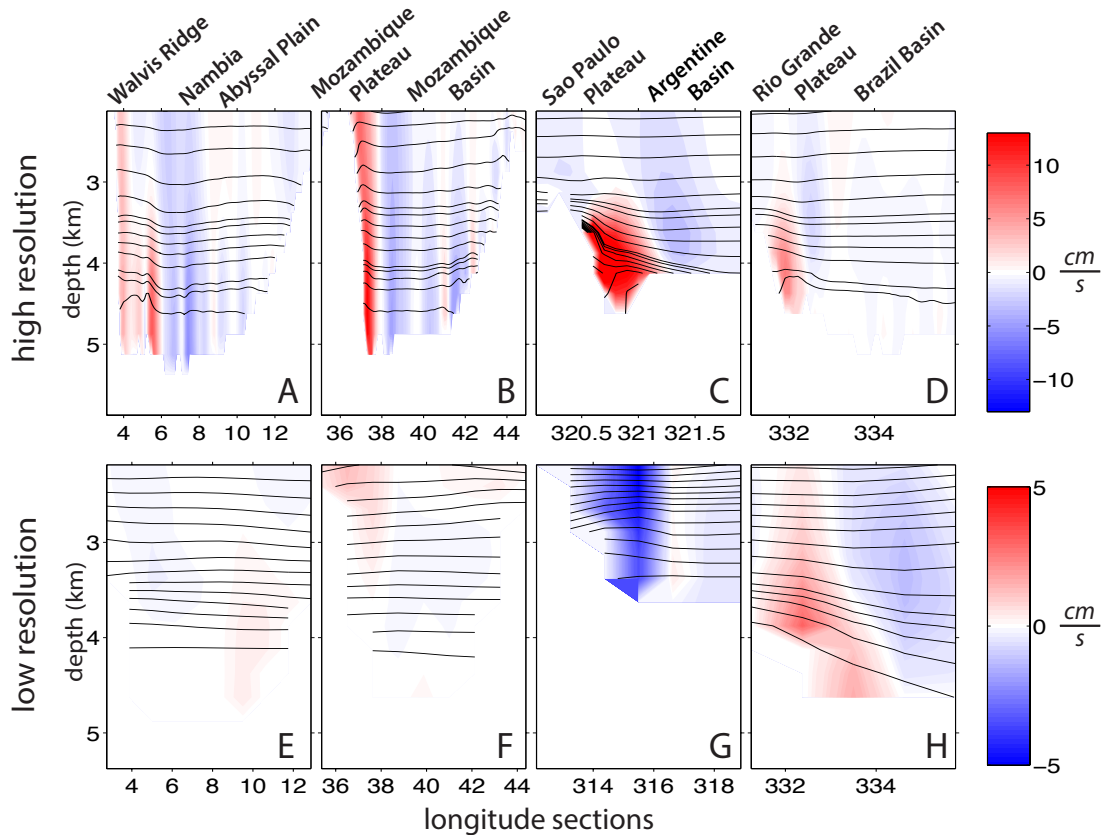 Walvis Ridge
Nambia
Abyssal Plain
Mozambique
Plateau
Mozambique
Basin
Sao Paulo
Plateau
Argentine
Basin
Rio Grande
Plateau
Brazil Basin
high resolution
depth (km)
3
4
5
A
B
C
D
4 6 8 10 12
36 38 40 42 44
320.5 321 321.5
332 334
10
5
0
−5
−10
cm
s
low resolution
depth (km)
3
4
5
E
F
G
H
4 6 8 10 12
36 38 40 42 44
314 316 318
332 334
5
0
−5
cm
s
longitude sections